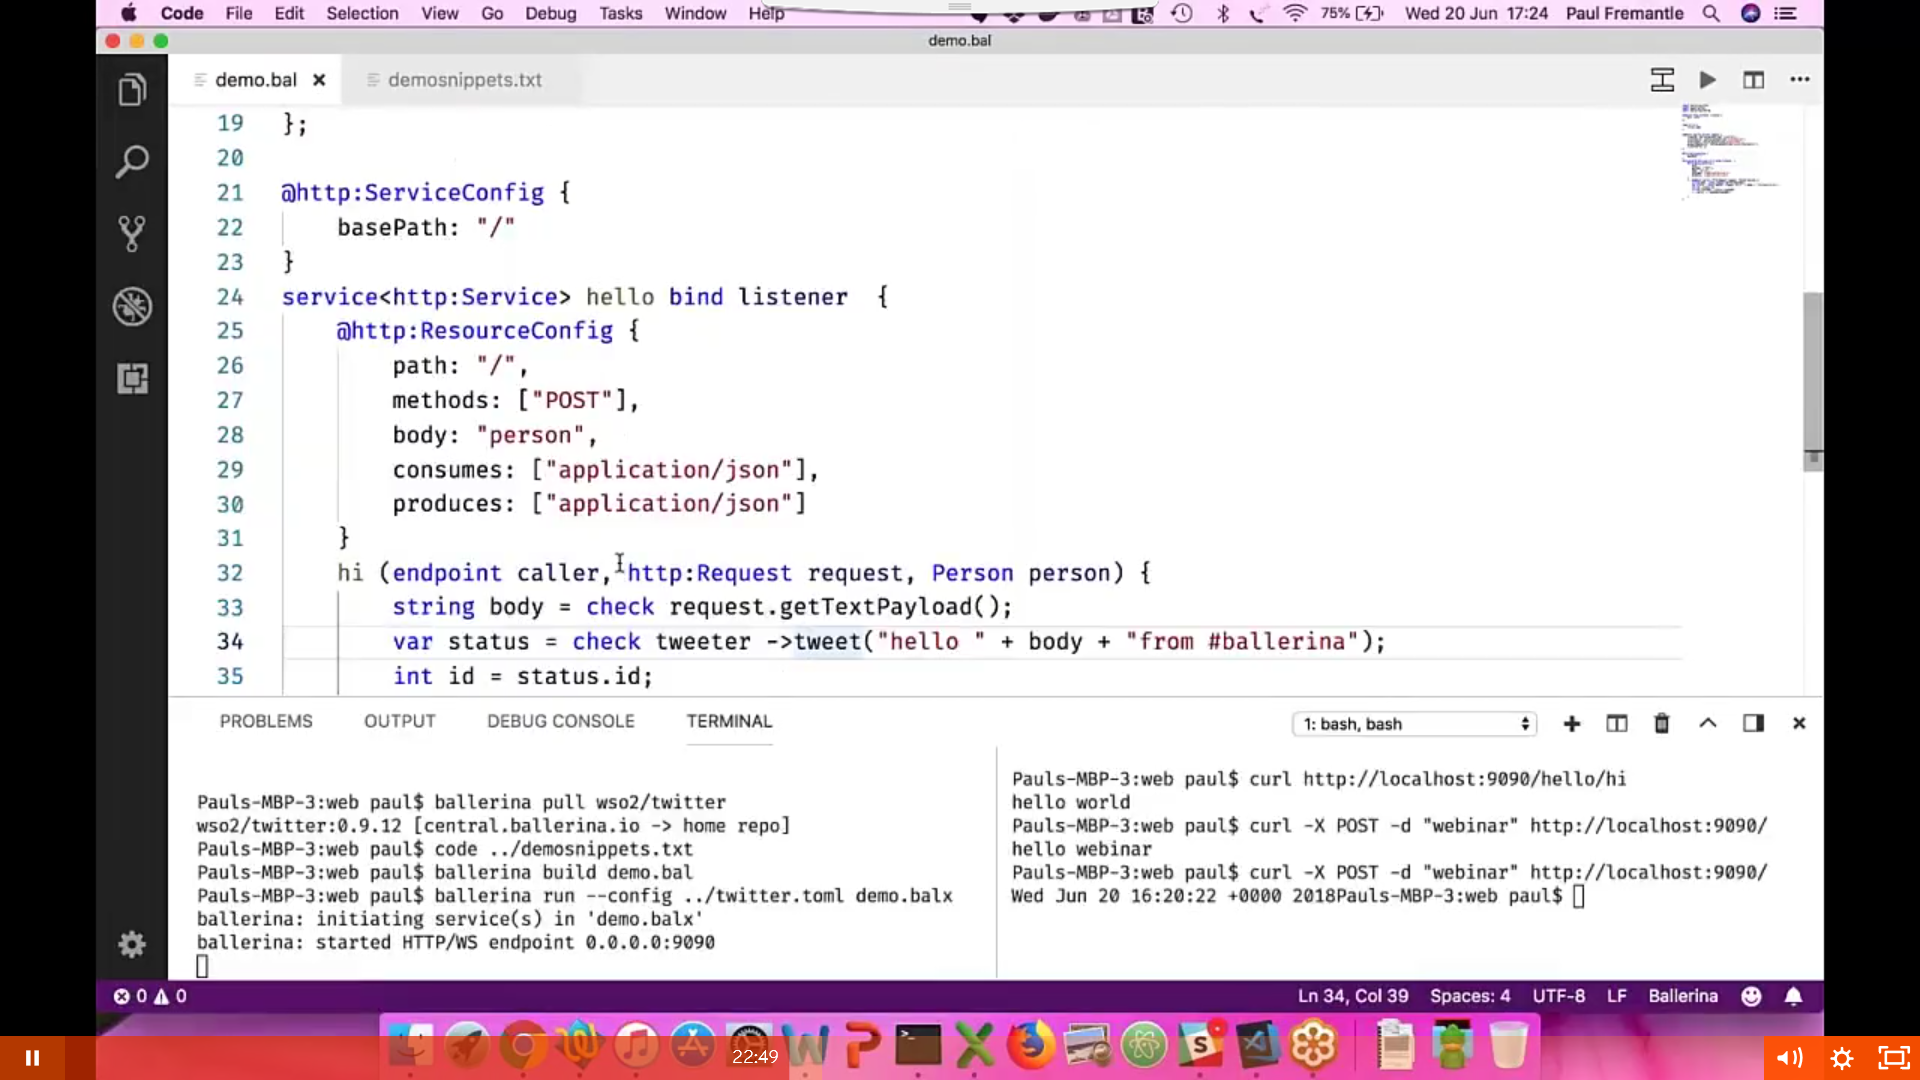 Code File Edit Selection View Go Debug Tasks Window Help 75% Wed 20 Jun 17:24 Paul Fremantle
demo.bal
demo.bal demosnippets.txt
19 };
20
21 @http:ServiceConfig {
22 basePath: "/"
23 }
24 service<http:Service> hello bind listener {
25 @http:ResourceConfig {
26 path: "/",
27 methods: ["POST"],
28 body: "person",
29 consumes: ["application/json"],
30 produces: ["application/json"]
31 }
32 hi (endpoint caller, http:Request request, Person person) {
33 string body = check request.getTextPayload();
34 var status = check tweeter ->tweet("hello " + body + "from #ballerina");
35 int id = status.id;
PROBLEMS OUTPUT DEBUG CONSOLE TERMINAL 1: bash, bash
Pauls-MBP-3:web paul$ ballerina pull wso2/twitter
wso2/twitter:0.9.12 [central.ballerina.io -> home repo]
Pauls-MBP-3:web paul$ code ../demosnippets.txt
Pauls-MBP-3:web paul$ ballerina build demo.bal
Pauls-MBP-3:web paul$ ballerina run --config ../twitter.toml demo.balx
ballerina: initiating service(s) in 'demo.balx'
ballerina: started HTTP/WS endpoint 0.0.0.0:9090
Pauls-MBP-3:web paul$ curl http://localhost:9090/hello/hi
hello world
Pauls-MBP-3:web paul$ curl -X POST -d "webinar" http://localhost:9090/
hello webinar
Pauls-MBP-3:web paul$ curl -X POST -d "webinar" http://localhost:9090/
Wed Jun 20 16:20:22 +0000 2018Pauls-MBP-3:web paul$
0 0 Ln 34, Col 39 Spaces: 4 UTF-8 LF Ballerina
22:49